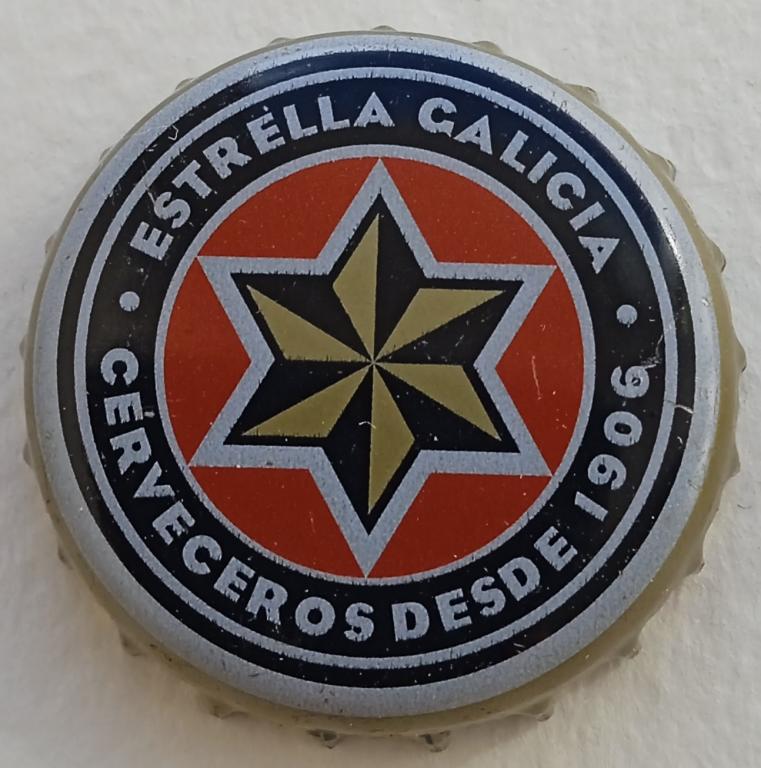 ESTRELLA GALICIA
CERVECEROS DESDE 1906